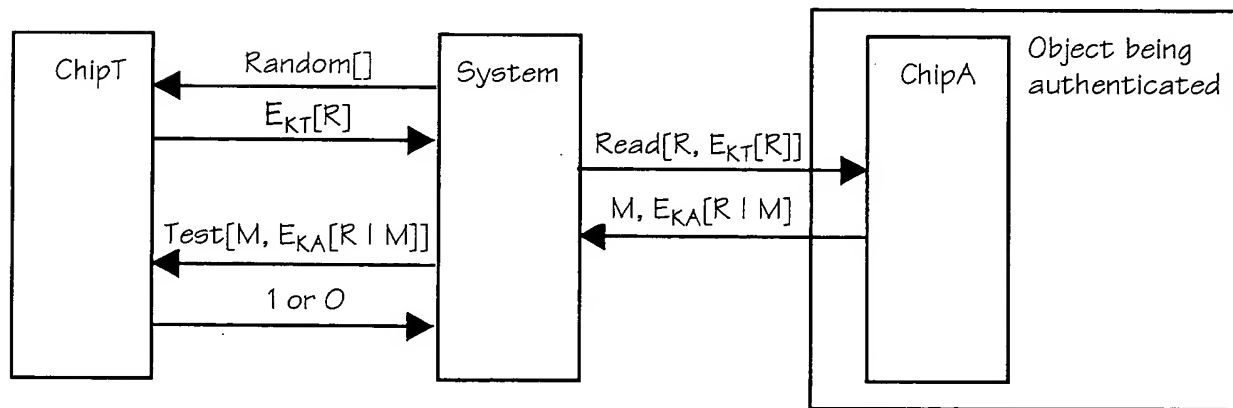 ChipT
System
ChipA
Object being
authenticated
Random[]
E_KT[R]
Read[R, E_KT[R]]
M, E_KA[R | M]
Test[M, E_KA[R | M]]
1 or 0